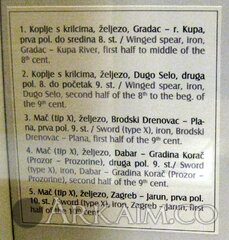 1. Koplje s krilcima, željezo, Gradac – r. Kupa,
prva pol. do sredina 8. st. / Winged spear, iron,
Gradac – Kupa River, first half to middle of the
8th cent.
2. Koplje s krilcima, željezo, Dugo Selo, druga
pol. 8. do početak 9. st. / Winged spear, iron,
Dugo Selo, second half of the 8th to the beg. of
the 9th cent.
3. Mač (tip X), željezo, Brodski Drenovac – Pla-
na, prva pol. 9. st. / Sword (type X), iron, Brodski
Drenovac – Plana, first half of the 9th cent.
4. Mač (tip X), željezo, Dabar – Gradina Korač
(Prozor – Prozorine), druga pol. 9. st./ Sword
(type X), iron, Dabar – Gradina Korač (Prozor –
Prozorine), second half of the 9th cent.
5. Mač (tip X), željezo, Zagreb – Jarun, prva pol.
10. st./ Sword (type X), iron, Zagreb – Jarun, first
half of the 10th cent.
ARKAIM.CO